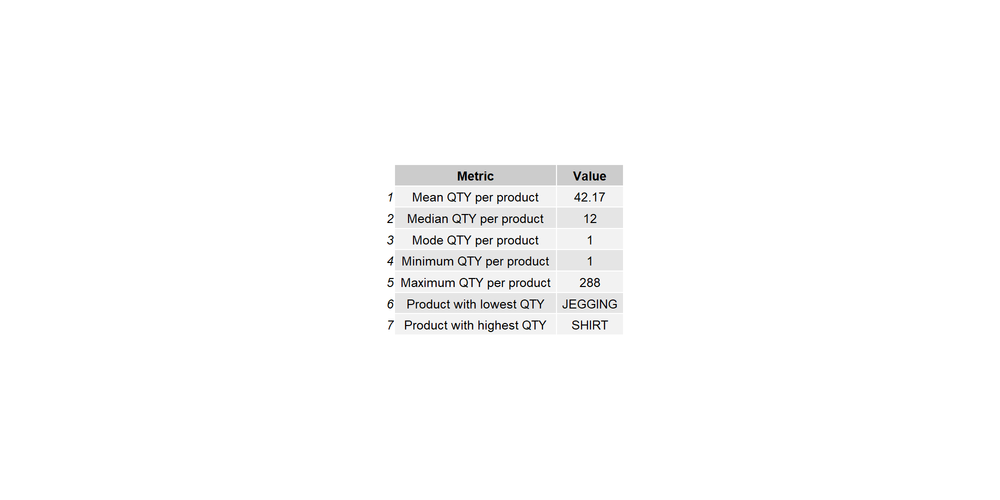 Metric Value
1 Mean QTY per product 42.17
2 Median QTY per product 12
3 Mode QTY per product 1
4 Minimum QTY per product 1
5 Maximum QTY per product 288
6 Product with lowest QTY JEGGING
7 Product with highest QTY SHIRT